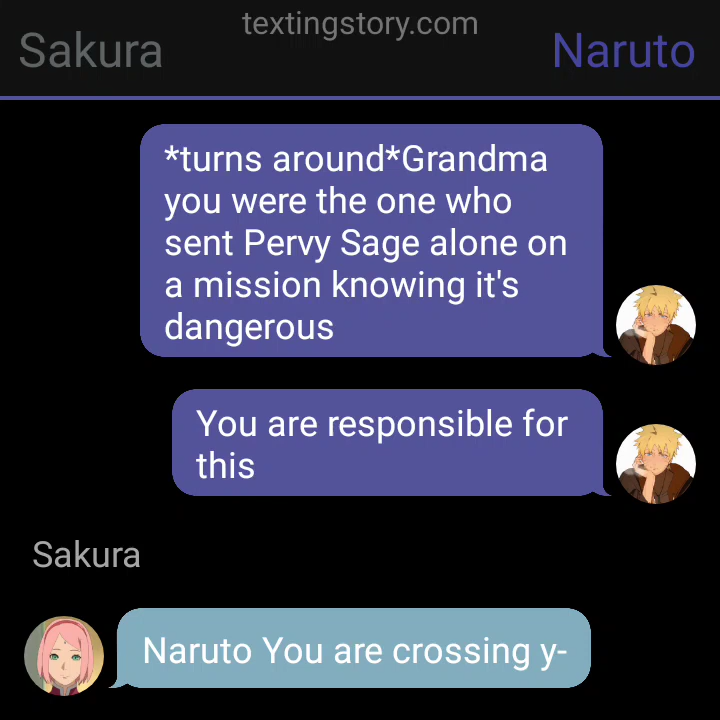 textingstory.com
Sakura
Naruto
*turns around*Grandma
you were the one who
sent Pervy Sage alone on
a mission knowing it's
dangerous
You are responsible for
this
Sakura
Naruto You are crossing y-